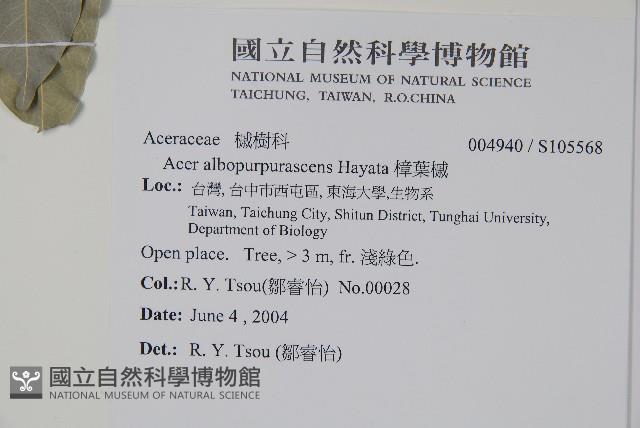 國立自然科學博物館
NATIONAL MUSEUM OF NATURAL SCIENCE
TAICHUNG, TAIWAN, R.O.CHINA
Aceraceae 槭樹科 004940 / S105568
Acer albopurpurascens Hayata 樟葉槭
Loc.: 台灣, 台中市西屯區, 東海大學,生物系
Taiwan, Taichung City, Shitun District, Tunghai University,
Department of Biology
Open place. Tree, > 3 m, fr. 淺綠色.
Col.: R. Y. Tsou(鄒睿怡) No.00028
Date: June 4 , 2004
Det.: R. Y. Tsou (鄒睿怡)
國立自然科學博物館
NATIONAL MUSEUM OF NATURAL SCIENCE